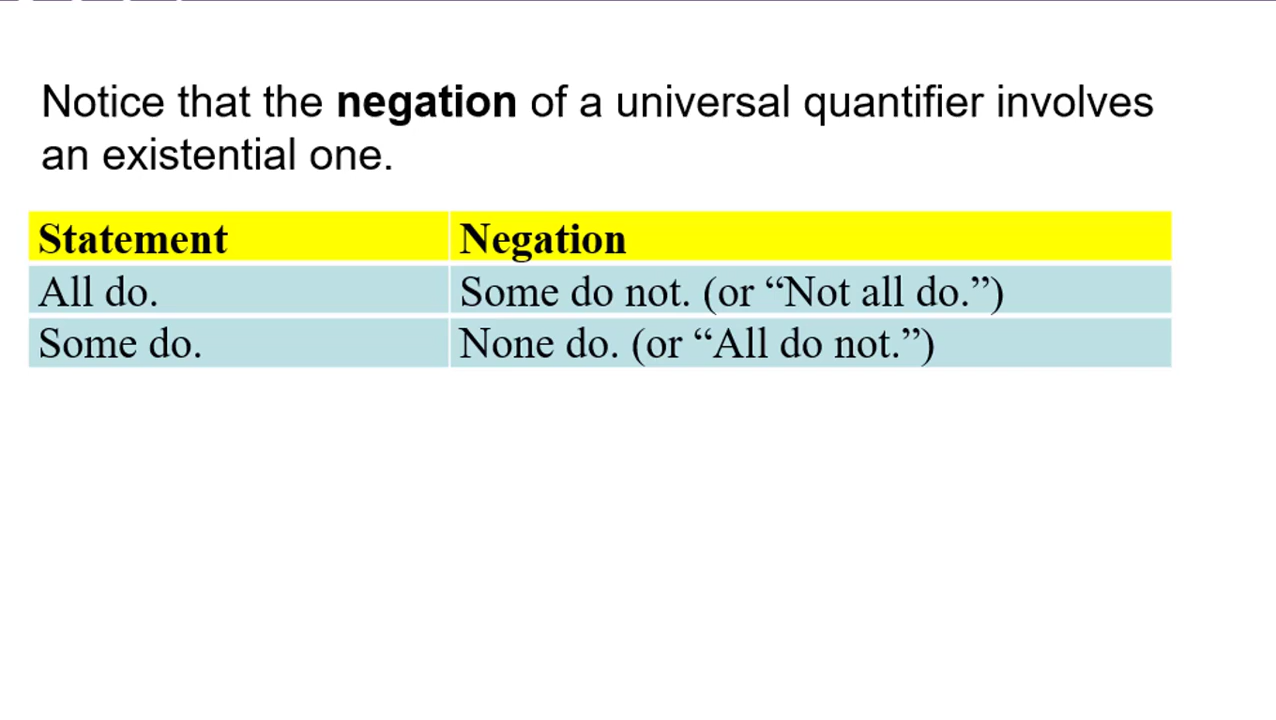 Notice that the negation of a universal quantifier involves
an existential one.
Statement Negation
All do. Some do not. (or “Not all do.”)
Some do. None do. (or “All do not.”)